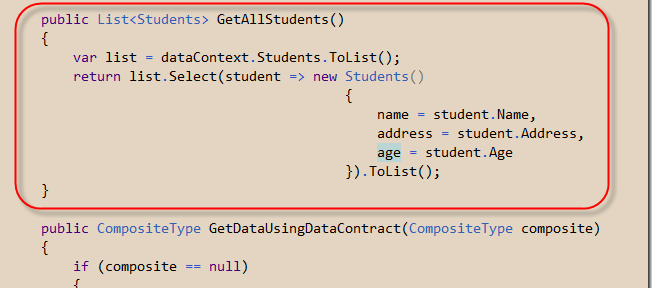 public List<Students> GetAllStudents()
{
var list = dataContext.Students.ToList();
return list.Select(student => new Students()
{
name = student.Name,
address = student.Address,
age = student.Age
}).ToList();
}
public CompositeType GetDataUsingDataContract(CompositeType composite)
{
if (composite == null)
{